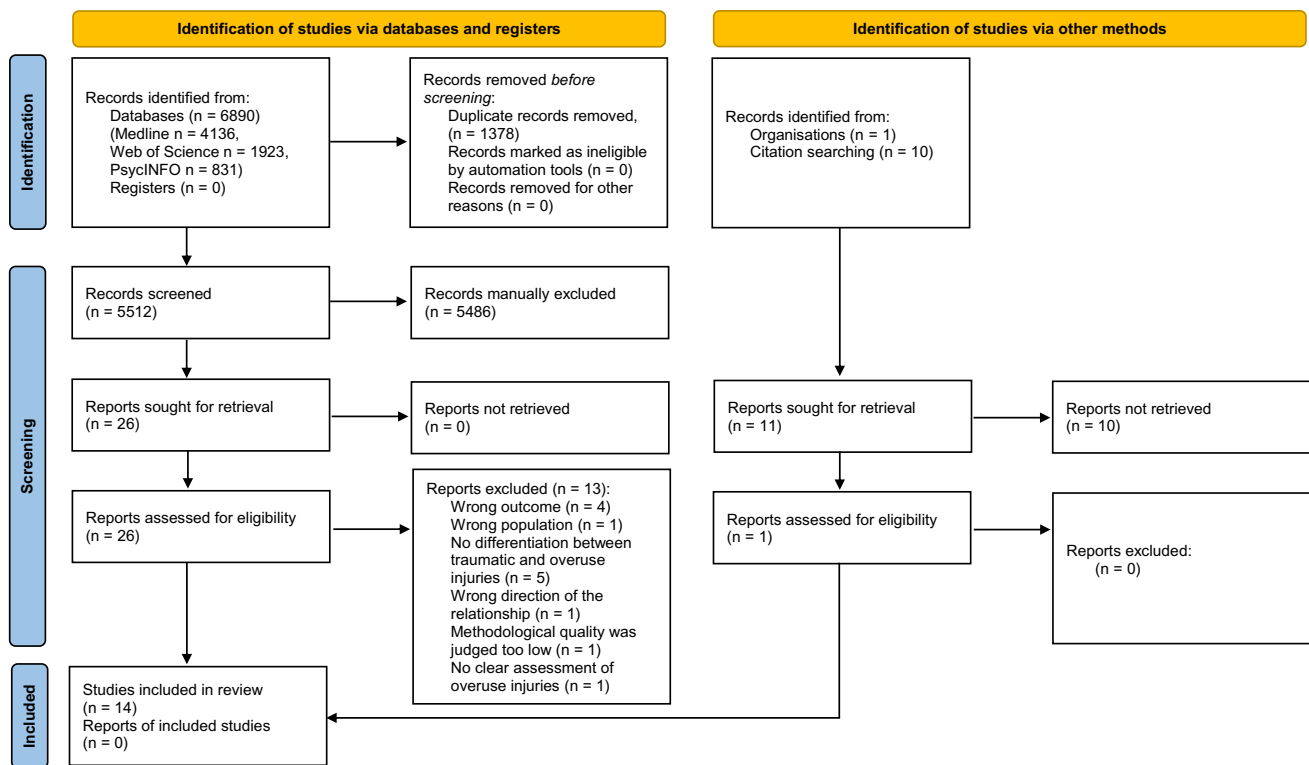 Identification of studies via databases and registers
Identification of studies via other methods
Identification
Records identified from:
Databases (n = 6890)
(Medline n = 4136,
Web of Science n = 1923,
PsycINFO n = 831)
Registers (n = 0)
Records removed before
screening:
Duplicate records removed,
(n = 1378)
Records marked as ineligible
by automation tools (n = 0)
Records removed for other
reasons (n = 0)
Records identified from:
Organisations (n = 1)
Citation searching (n = 10)
Screening
Records screened
(n = 5512)
Records manually excluded
(n = 5486)
Reports sought for retrieval
(n = 26)
Reports not retrieved
(n = 0)
Reports sought for retrieval
(n = 11)
Reports not retrieved
(n = 10)
Reports assessed for eligibility
(n = 26)
Reports excluded (n = 13):
Wrong outcome (n = 4)
Wrong population (n = 1)
No differentiation between
traumatic and overuse
injuries (n = 5)
Wrong direction of the
relationship (n = 1)
Methodological quality was
judged too low (n = 1)
No clear assessment of
overuse injuries (n = 1)
Reports assessed for eligibility
(n = 1)
Reports excluded:
(n = 0)
Included
Studies included in review
(n = 14)
Reports of included studies
(n = 0)